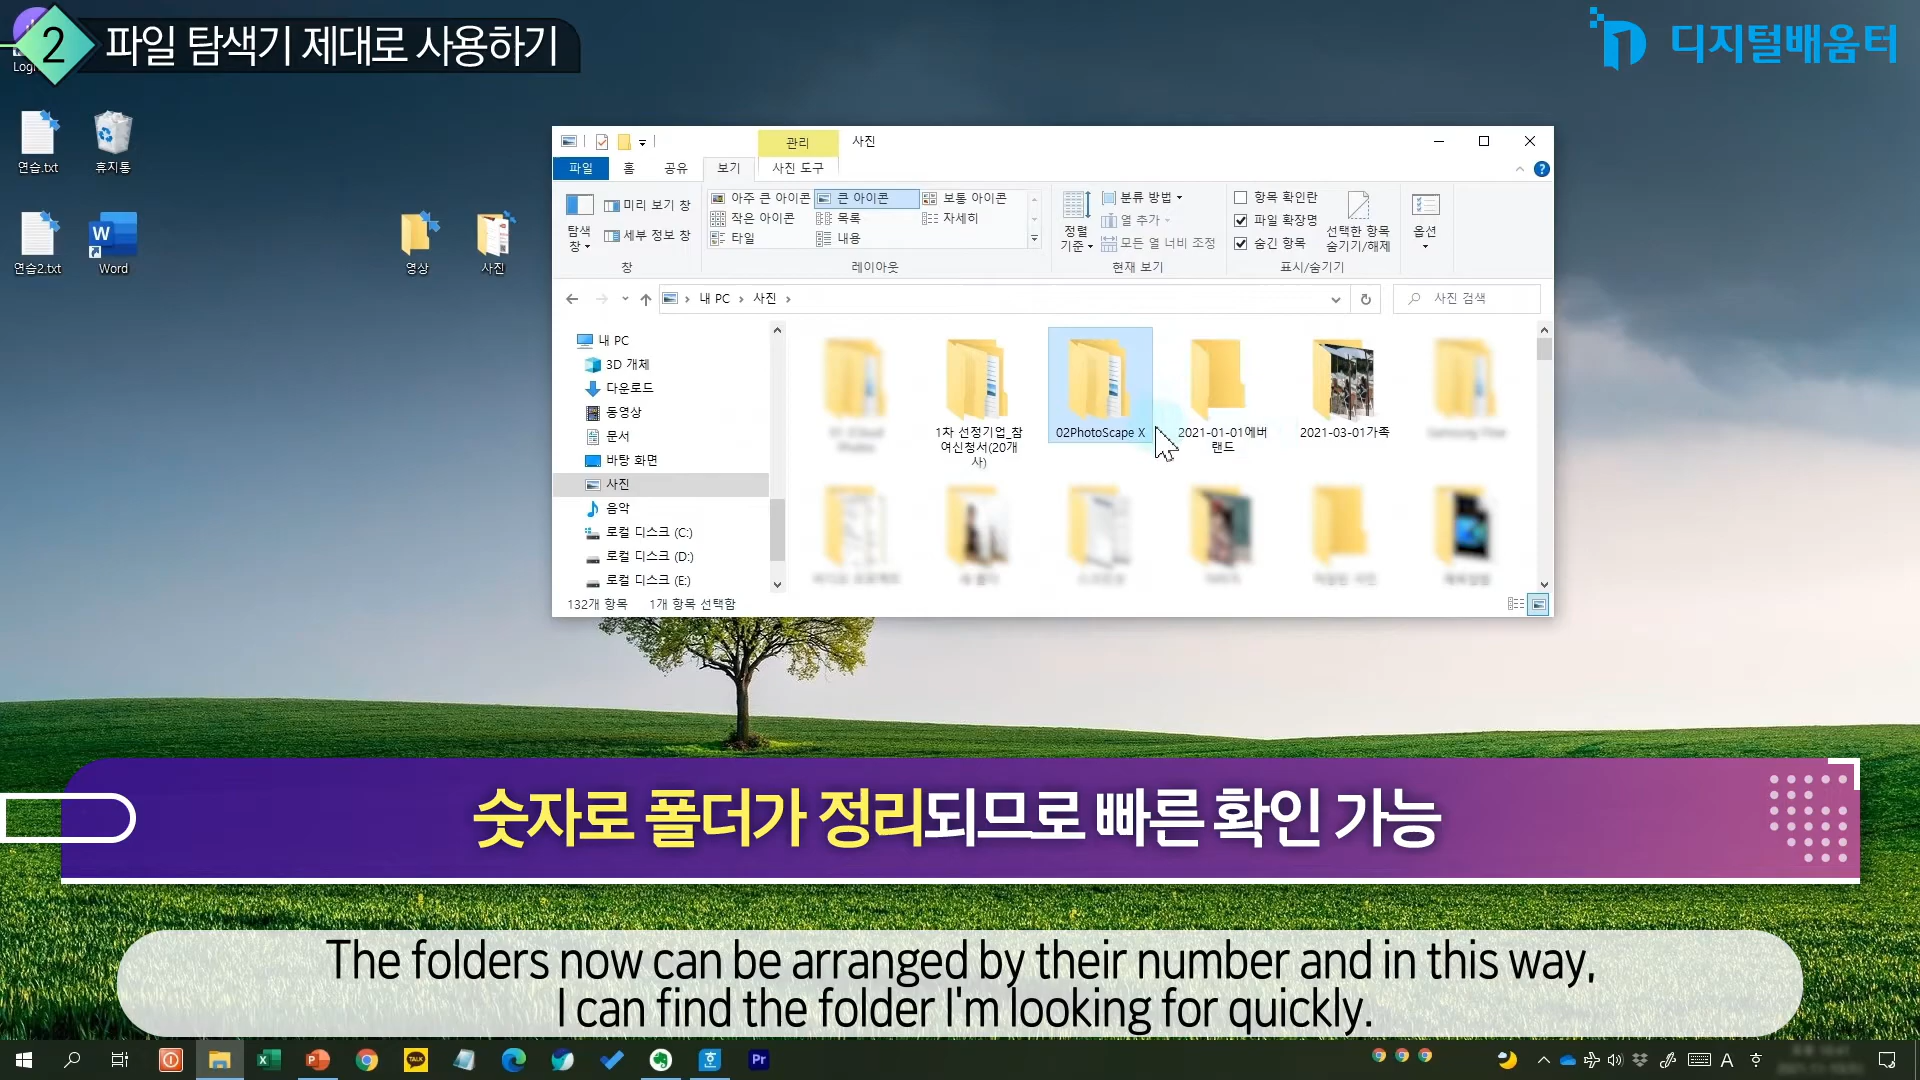 2 파일 탐색기 제대로 사용하기
디지털배움터
연습.txt
휴지통
연습2.txt
Word
영상
사진
관리
사진
파일
홈
공유
보기
사진 도구
탐색 창
미리 보기 창
세부 정보 창
창
아주 큰 아이콘
큰 아이콘
보통 아이콘
작은 아이콘
목록
자세히
타일
내용
레이아웃
정렬 기준
분류 방법
열 추가
모든 열 너비 조정
현재 보기
항목 확인란
파일 확장명
숨긴 항목
선택한 항목
숨기기/해제
표시/숨기기
옵션
내 PC > 사진 >
사진 검색
내 PC
3D 개체
다운로드
동영상
문서
바탕 화면
사진
음악
로컬 디스크 (C:)
로컬 디스크 (D:)
로컬 디스크 (E:)
1차 선정기업_참
여신청서(20개
사)
02PhotoScape X
2021-01-01에버
랜드
2021-03-01가족
132개 항목
1개 항목 선택함
숫자로 폴더가 정리되므로 빠른 확인 가능
The folders now can be arranged by their number and in this way,
I can find the folder I'm looking for quickly.
TALK
Pr
A